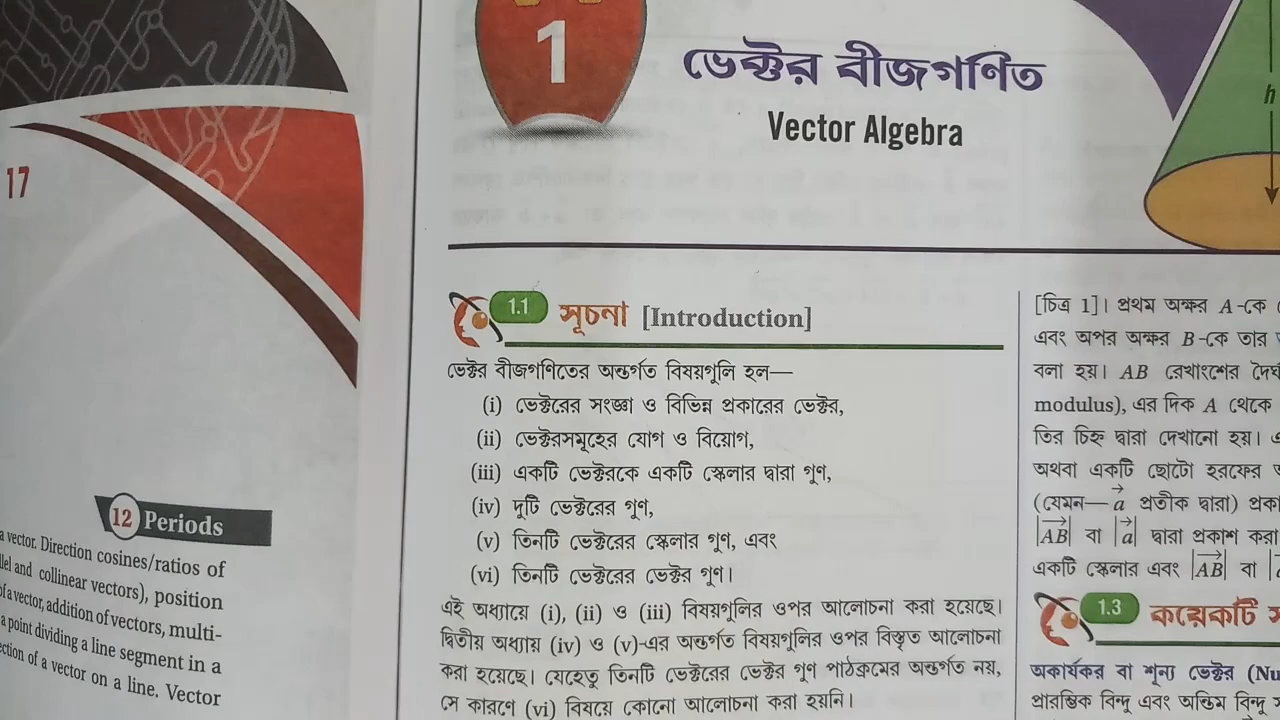 17
12 Periods
a vector. Direction cosines/ratios of
and collinear vectors), position
of a vector, addition of vectors, multi-
a point dividing a line segment in a
of a vector on a line. Vector
1
ভেক্টর বীজগণিত
Vector Algebra
h
1.1 সূচনা [Introduction]
ভেক্টর বীজগণিতের অন্তর্গত বিষয়গুলি হল—
(i) ভেক্টরের সংজ্ঞা ও বিভিন্ন প্রকারের ভেক্টর,
(ii) ভেক্টরসমূহের যোগ ও বিয়োগ,
(iii) একটি ভেক্টরকে একটি স্কেলার দ্বারা গুণ,
(iv) দুটি ভেক্টরের গুণ,
(v) তিনটি ভেক্টরের স্কেলার গুণ, এবং
(vi) তিনটি ভেক্টরের ভেক্টর গুণ।
এই অধ্যায়ে (i), (ii) ও (iii) বিষয়গুলির ওপর আলোচনা করা হয়েছে।
দ্বিতীয় অধ্যায় (iv) ও (v)-এর অন্তর্গত বিষয়গুলির ওপর বিস্তৃত আলোচনা
করা হয়েছে। যেহেতু তিনটি ভেক্টরের ভেক্টর গুণ পাঠক্রমের অন্তর্গত নয়,
সে কারণে (vi) বিষয়ে কোনো আলোচনা করা হয়নি।
[চিত্র 1]। প্রথম অক্ষর A-কে
এবং অপর অক্ষর B-কে তার
বলা হয়। AB রেখাংশের
modulus), এর দিক A থেকে
তির চিহ্ন দ্বারা দেখানো হয়।
অথবা একটি ছোটো হরফের
(যেমন— a⃗ প্রতীক দ্বারা)
|AB⃗| বা |a⃗| দ্বারা প্রকাশ করা
একটি স্কেলার এবং |AB⃗| বা
1.3 কয়েকটি
অকার্যকর বা শূন্য ভেক্টর
প্রারম্ভিক বিন্দু এবং অন্তিম বিন্দু